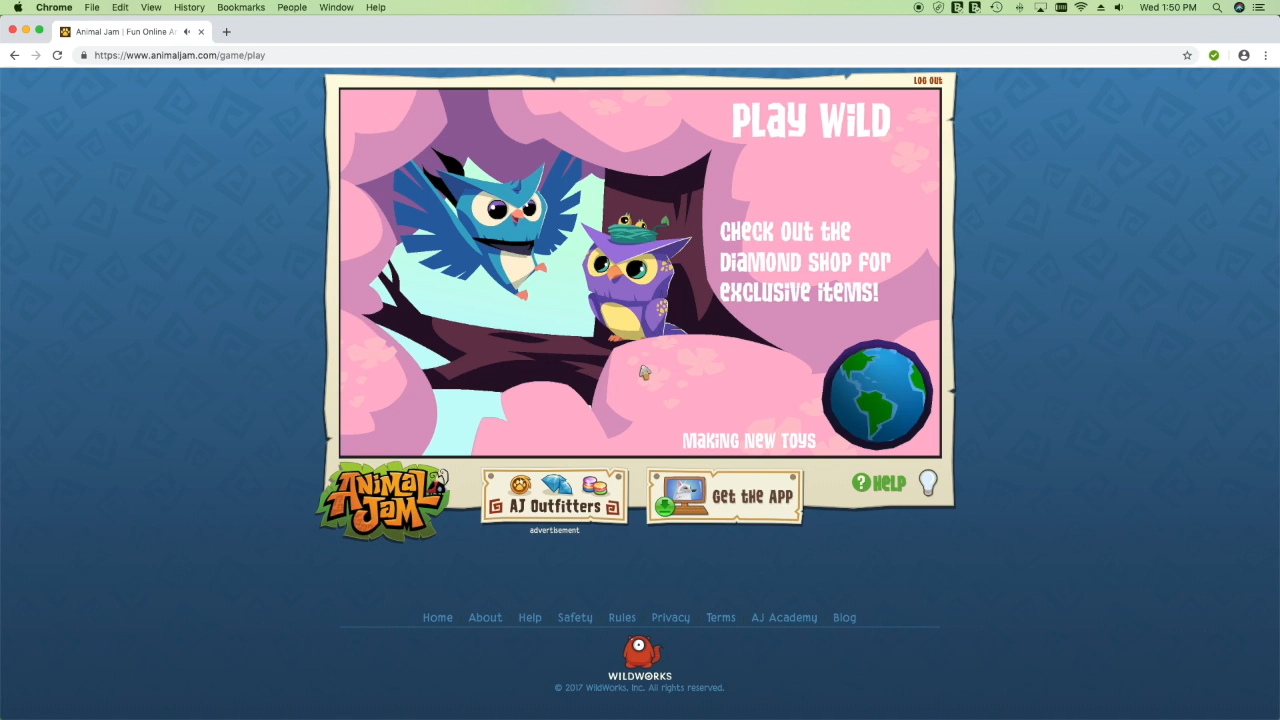 Chrome File Edit View History Bookmarks People Window Help
Wed 1:50 PM
Animal Jam | Fun Online Ar
https://www.animaljam.com/game/play
LOG OUT
PLAY WILD
CHECK OUT THE
DIAMOND SHOP FOR
EXCLUSIVE ITEMS!
MAKING NEW TOYS
ANIMAL
JAM
AJ Outfitters
Get the APP
? HELP
advertisement
Home About Help Safety Rules Privacy Terms AJ Academy Blog
WILDWORKS
© 2017 WildWorks, Inc. All rights reserved.